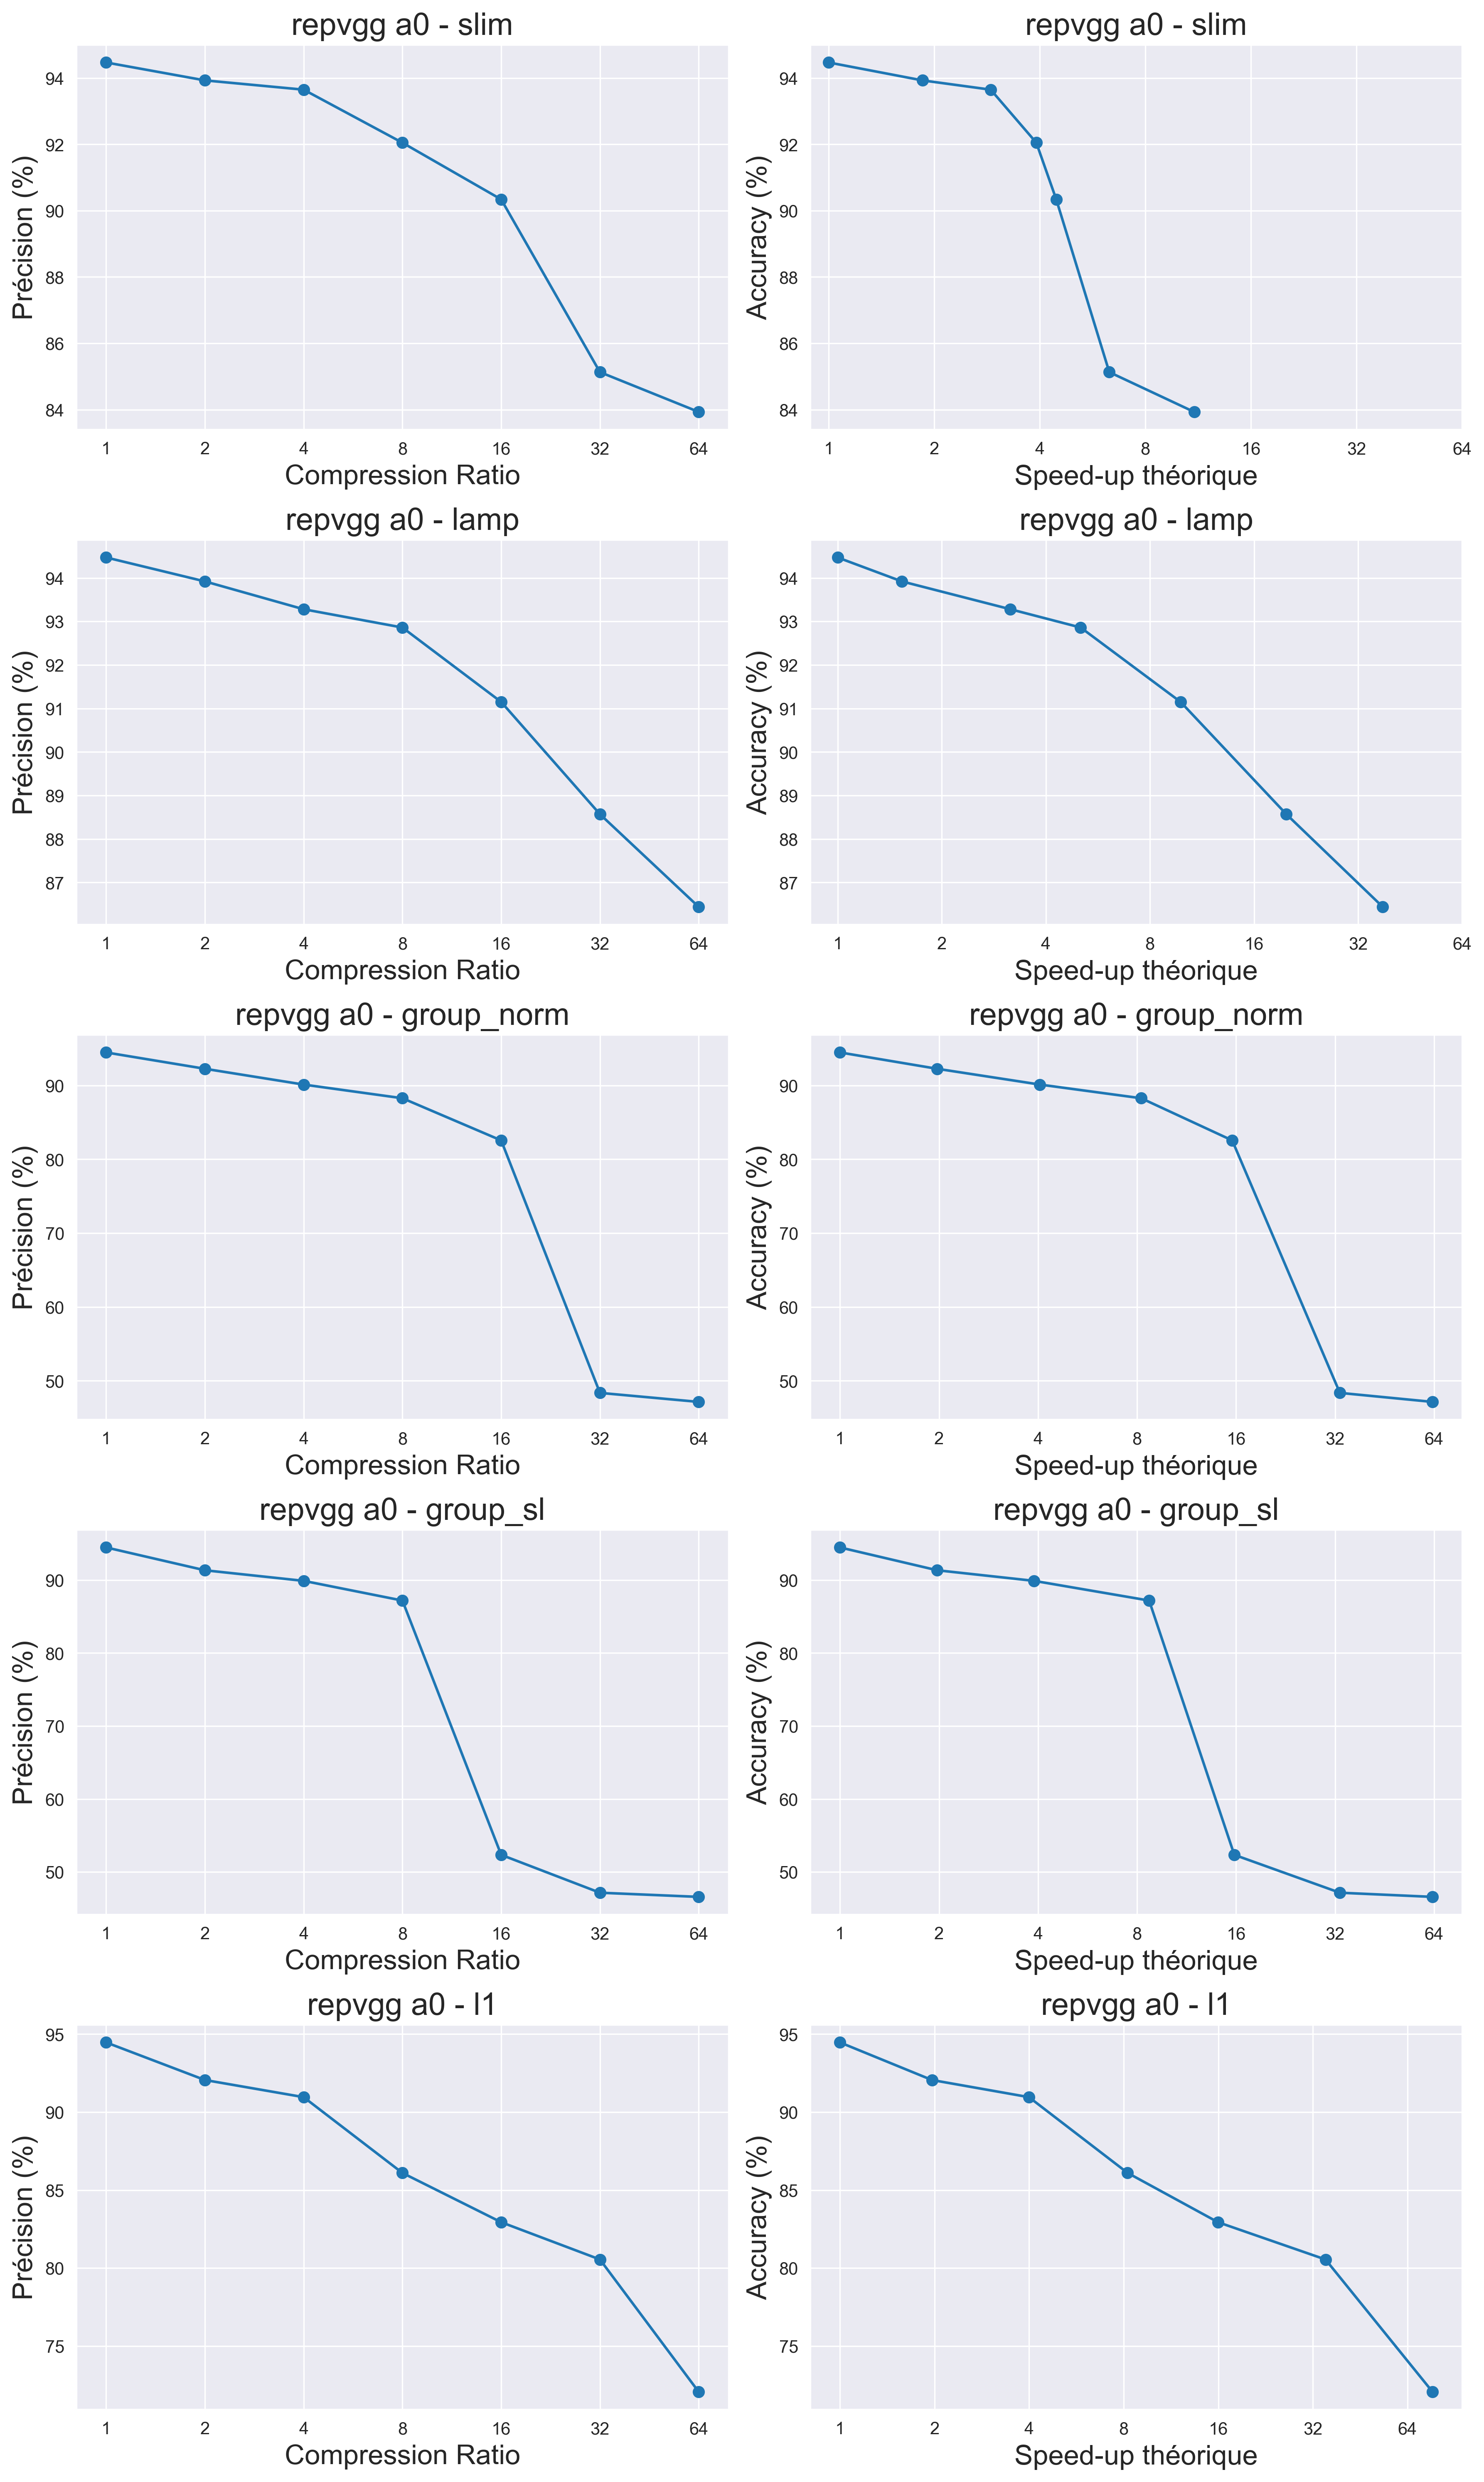 repvgg a0 - slim
Précision (%)
94
92
90
88
86
84
1 2 4 8 16 32 64
Compression Ratio
repvgg a0 - slim
Accuracy (%)
94
92
90
88
86
84
1 2 4 8 16 32 64
Speed-up théorique
repvgg a0 - lamp
Précision (%)
94
93
92
91
90
89
88
87
1 2 4 8 16 32 64
Compression Ratio
repvgg a0 - lamp
Accuracy (%)
94
93
92
91
90
89
88
87
1 2 4 8 16 32 64
Speed-up théorique
repvgg a0 - group_norm
Précision (%)
90
80
70
60
50
1 2 4 8 16 32 64
Compression Ratio
repvgg a0 - group_norm
Accuracy (%)
90
80
70
60
50
1 2 4 8 16 32 64
Speed-up théorique
repvgg a0 - group_sl
Précision (%)
90
80
70
60
50
1 2 4 8 16 32 64
Compression Ratio
repvgg a0 - group_sl
Accuracy (%)
90
80
70
60
50
1 2 4 8 16 32 64
Speed-up théorique
repvgg a0 - l1
Précision (%)
95
90
85
80
75
1 2 4 8 16 32 64
Compression Ratio
repvgg a0 - l1
Accuracy (%)
95
90
85
80
75
1 2 4 8 16 32 64
Speed-up théorique